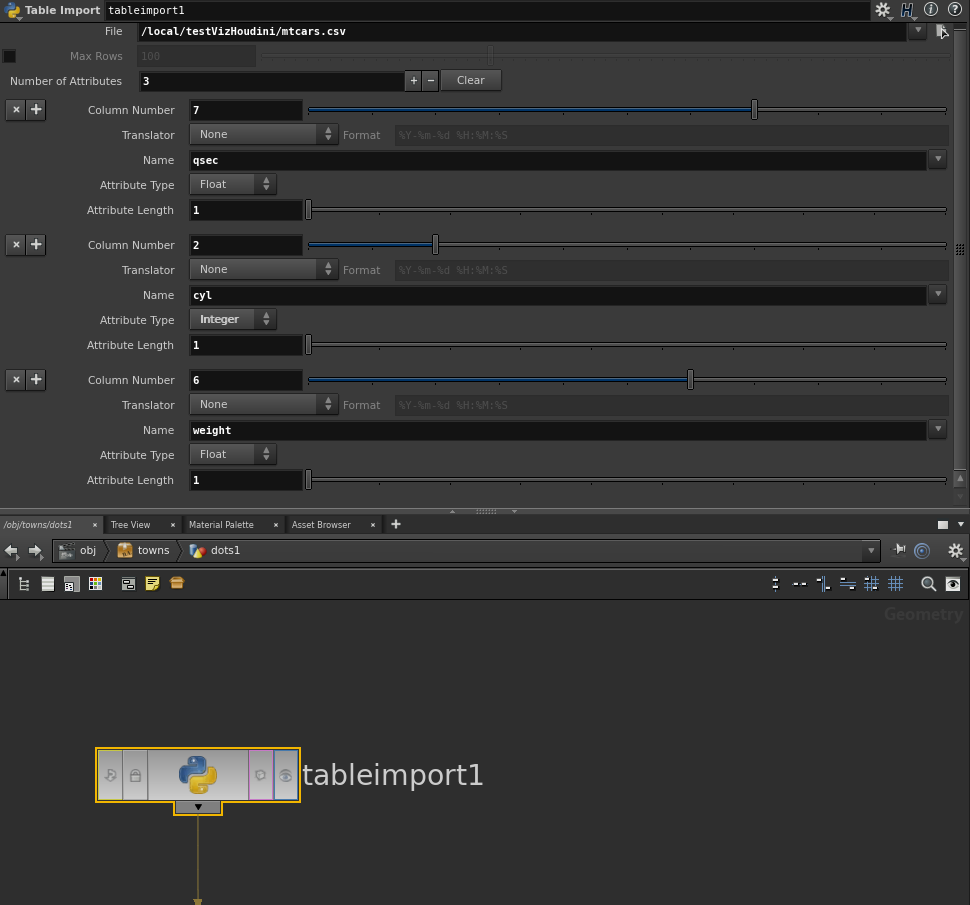 Table Import tableimport1
File /local/testVizHoudini/mtcars.csv
Max Rows 100
Number of Attributes 3 + − Clear
× + Column Number 7
Translator None Format %Y-%m-%d %H:%M:%S
Name qsec
Attribute Type Float
Attribute Length 1
× + Column Number 2
Translator None Format %Y-%m-%d %H:%M:%S
Name cyl
Attribute Type Integer
Attribute Length 1
× + Column Number 6
Translator None Format %Y-%m-%d %H:%M:%S
Name weight
Attribute Type Float
Attribute Length 1
/obj/towns/dots1 × Tree View × Material Palette × Asset Browser × +
obj towns dots1
Geometry
tableimport1